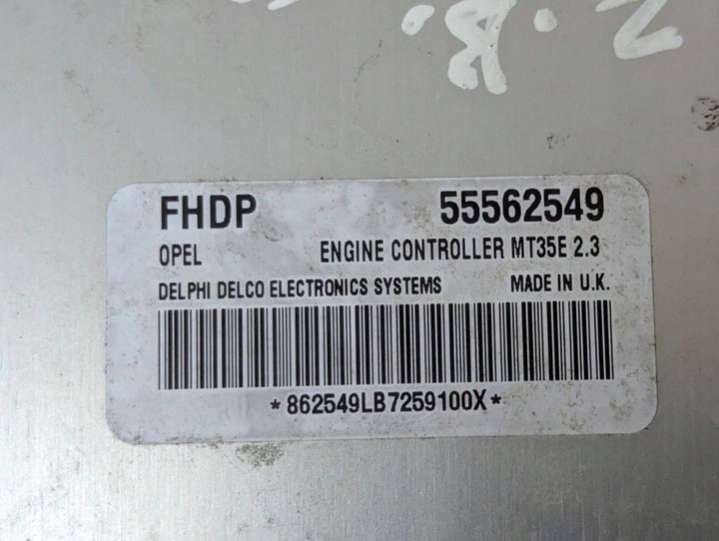 FHDP 55562549
OPEL ENGINE CONTROLLER MT35E 2.3
DELPHI DELCO ELECTRONICS SYSTEMS MADE IN U.K.
*862549LB7259100X*